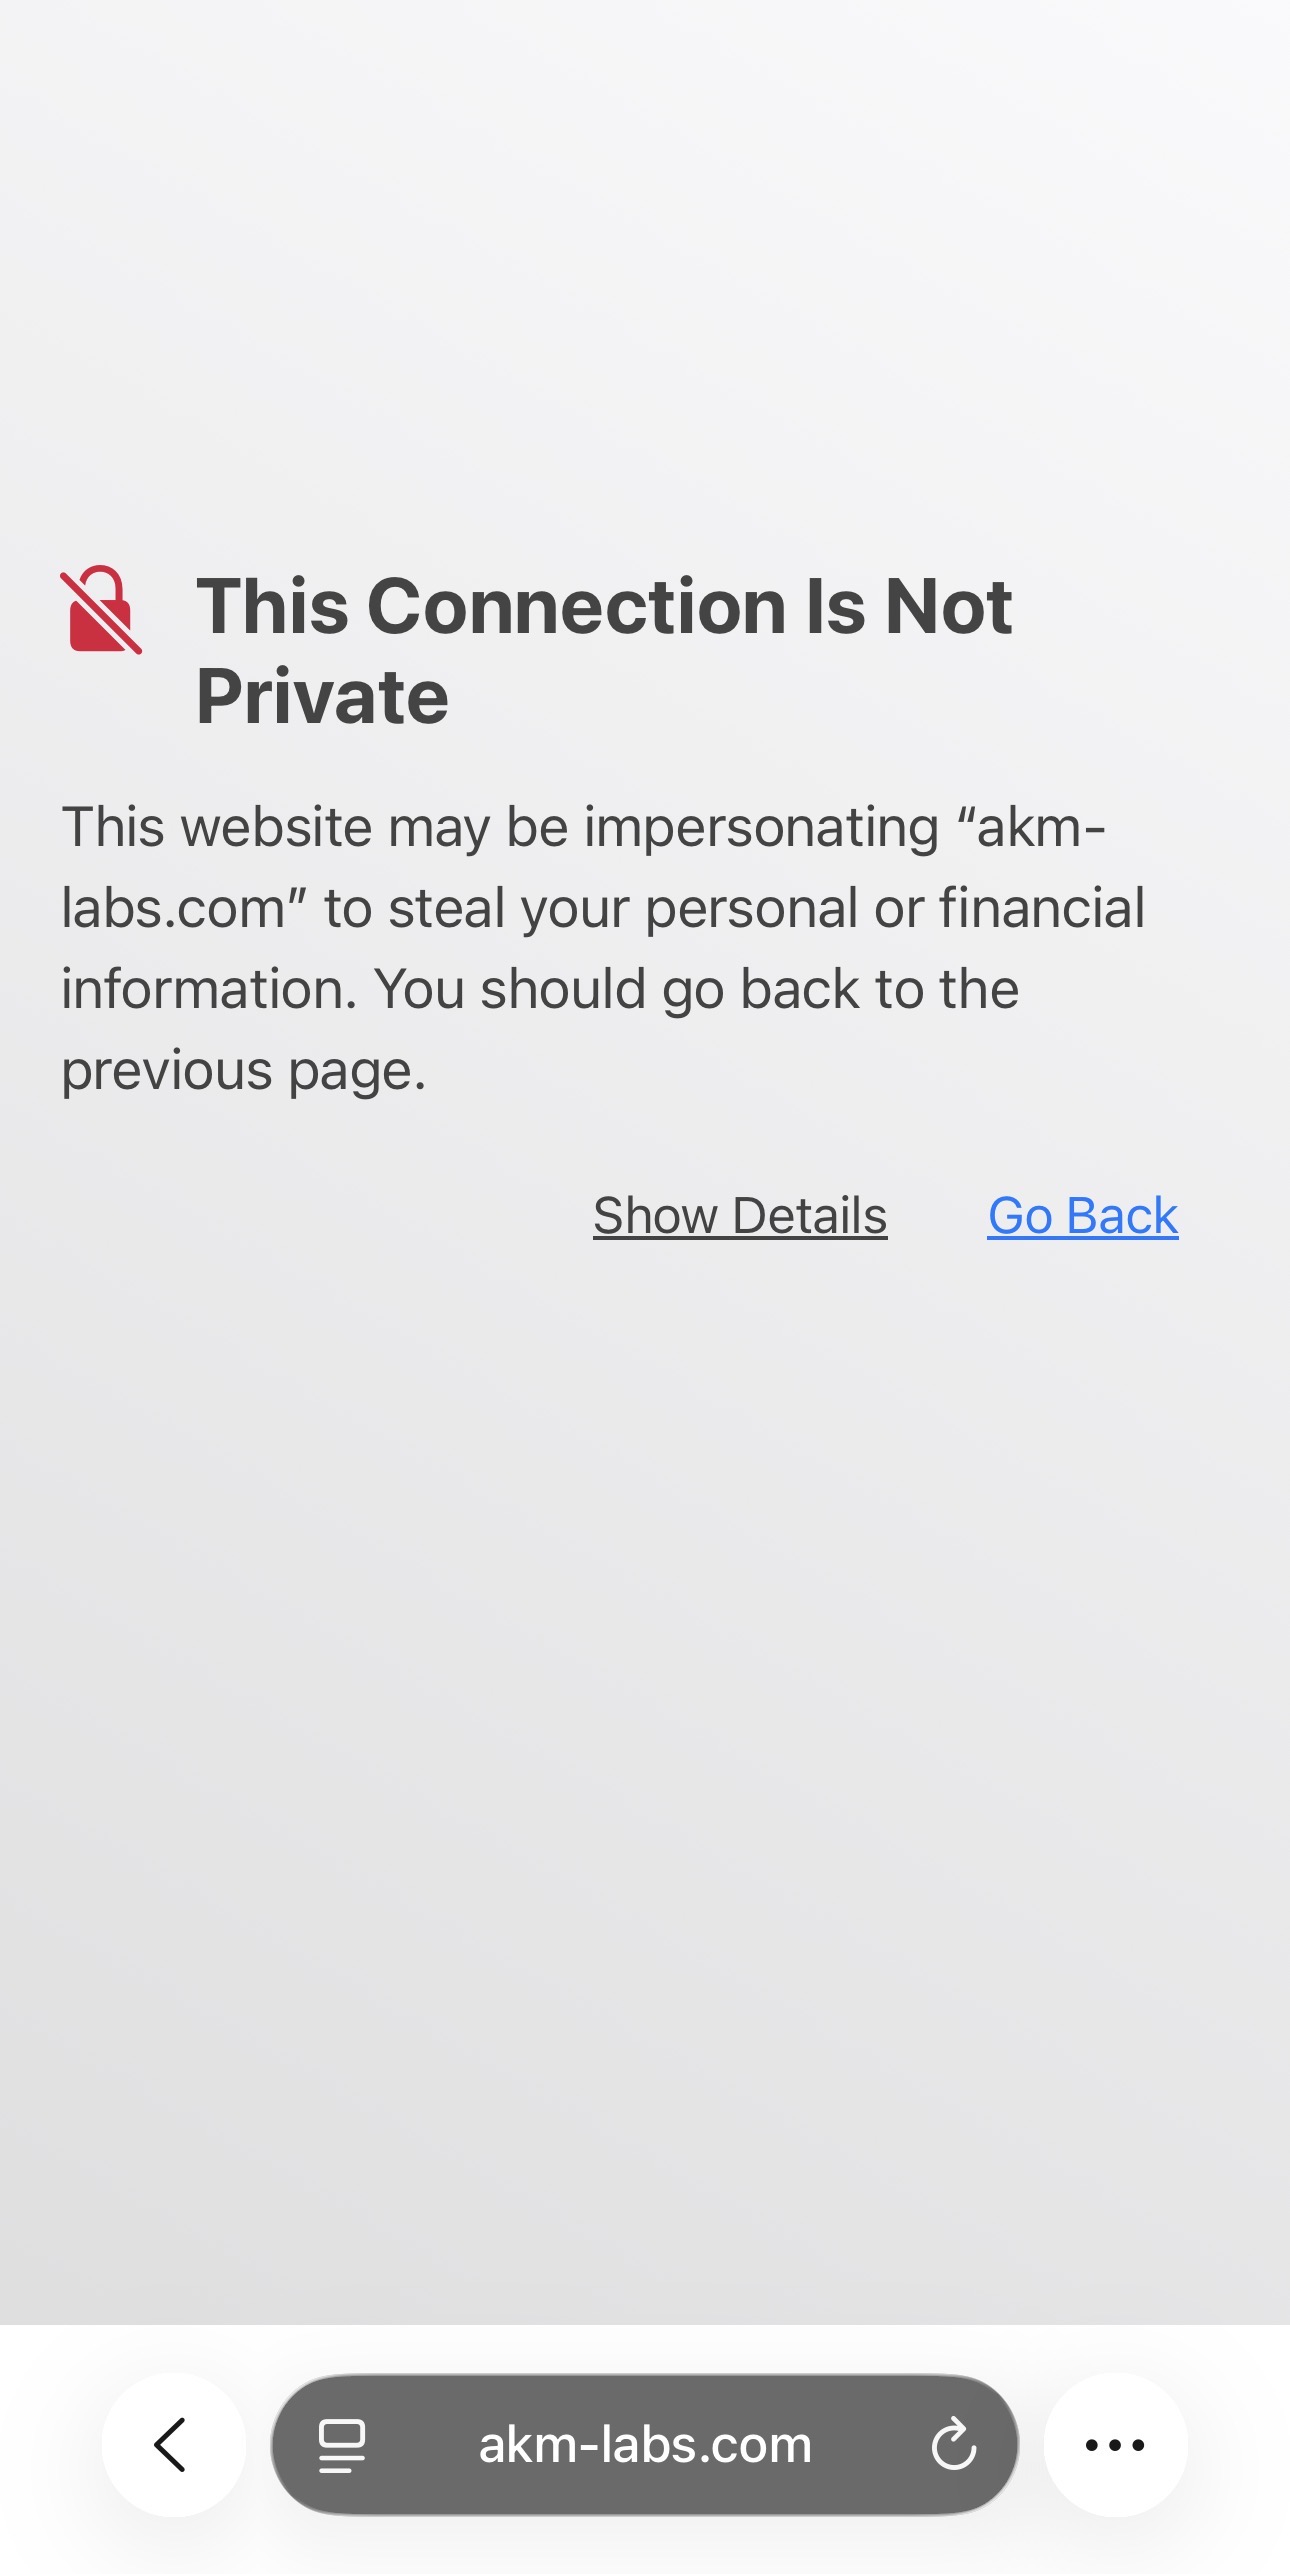 This Connection Is Not
Private
This website may be impersonating “akm-
labs.com” to steal your personal or financial
information. You should go back to the
previous page.
Show Details Go Back
akm-labs.com